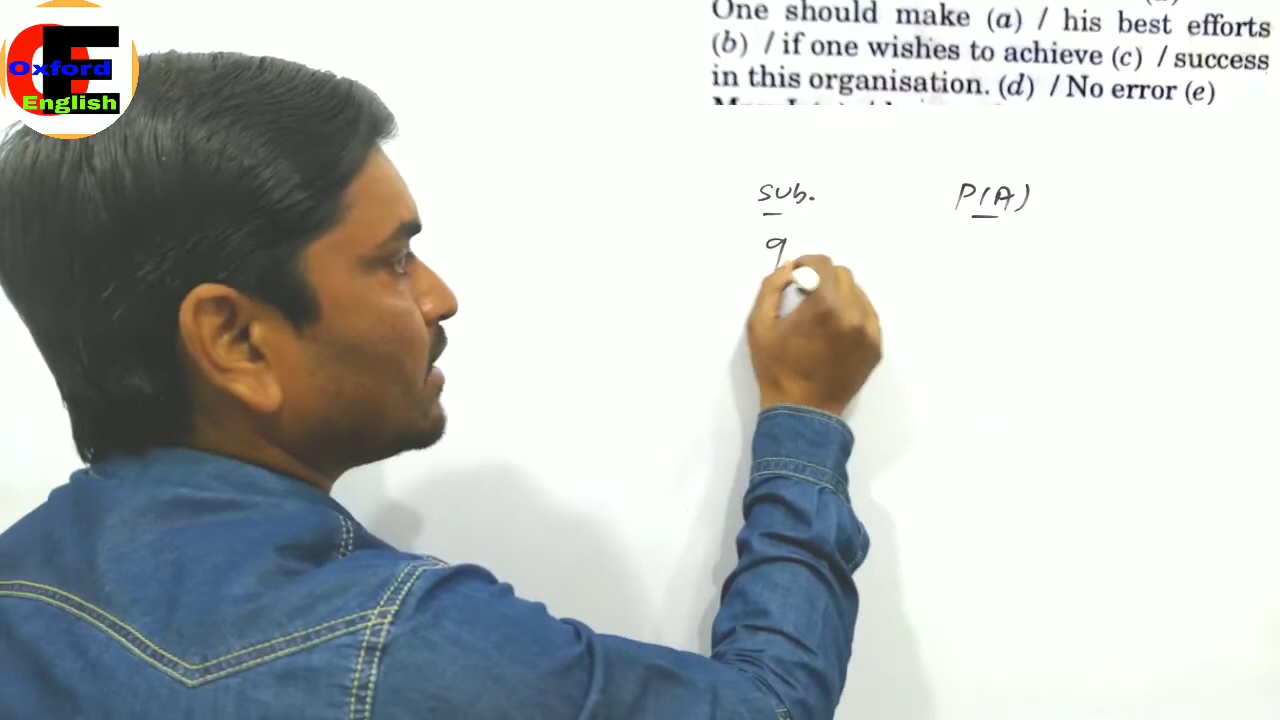 OE
Oxford
English
One should make (a) / his best efforts
(b) / if one wishes to achieve (c) / success
in this organisation. (d) / No error (e)
sub.
P(A)
9